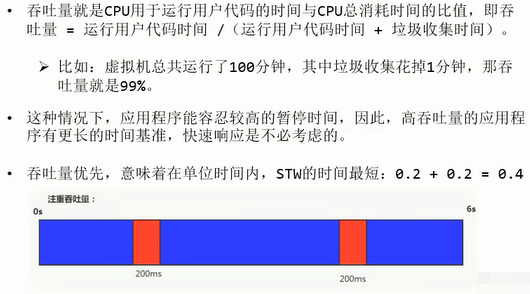 • 吞吐量就是CPU用于运行用户代码的时间与CPU总消耗时间的比值，即吞
吐量 = 运行用户代码时间 /（运行用户代码时间 + 垃圾收集时间）。
➢ 比如：虚拟机总共运行了100分钟，其中垃圾收集花掉1分钟，那吞
吐量就是99%。
• 这种情况下，应用程序能容忍较高的暂停时间，因此，高吞吐量的应用程
序有更长的时间基准，快速响应是不必考虑的。
• 吞吐量优先，意味着在单位时间内，STW的时间最短：0.2 + 0.2 = 0.4
注重吞吐量：
0s
6s
200ms
200ms